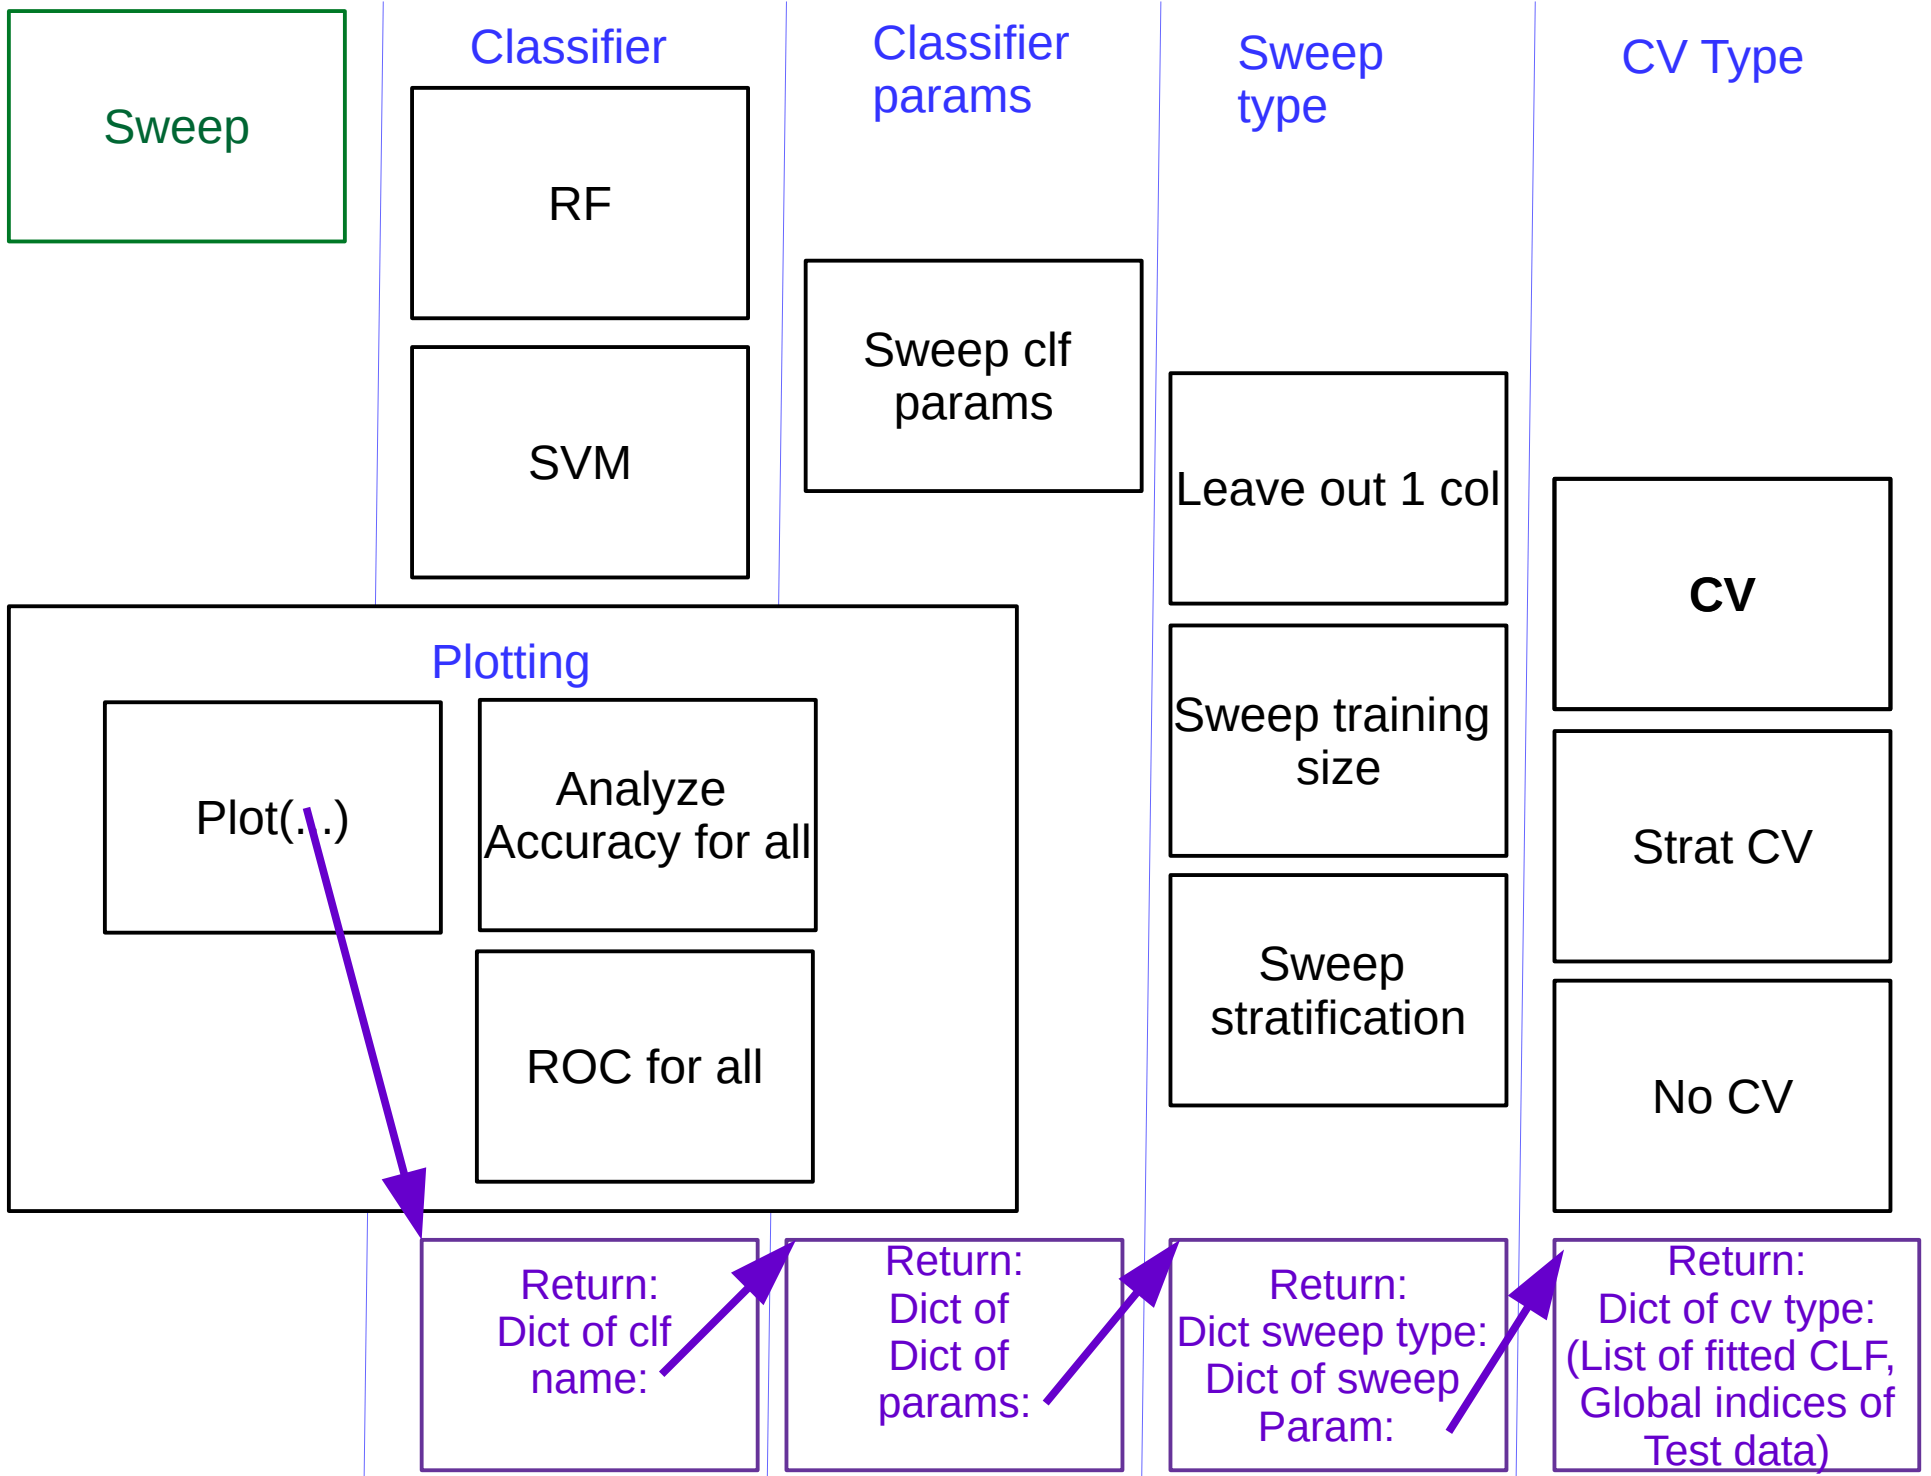 Sweep
Classifier
RF
SVM
Classifier
params
Sweep clf
params
Sweep
type
Leave out 1 col
Sweep training
size
Sweep
stratification
CV Type
CV
Strat CV
No CV
Plotting
Plot(...)
Analyze
Accuracy for all
ROC for all
Return:
Dict of clf
name:
Return:
Dict of
Dict of
params:
Return:
Dict sweep type:
Dict of sweep
Param:
Return:
Dict of cv type:
(List of fitted CLF,
Global indices of
Test data)